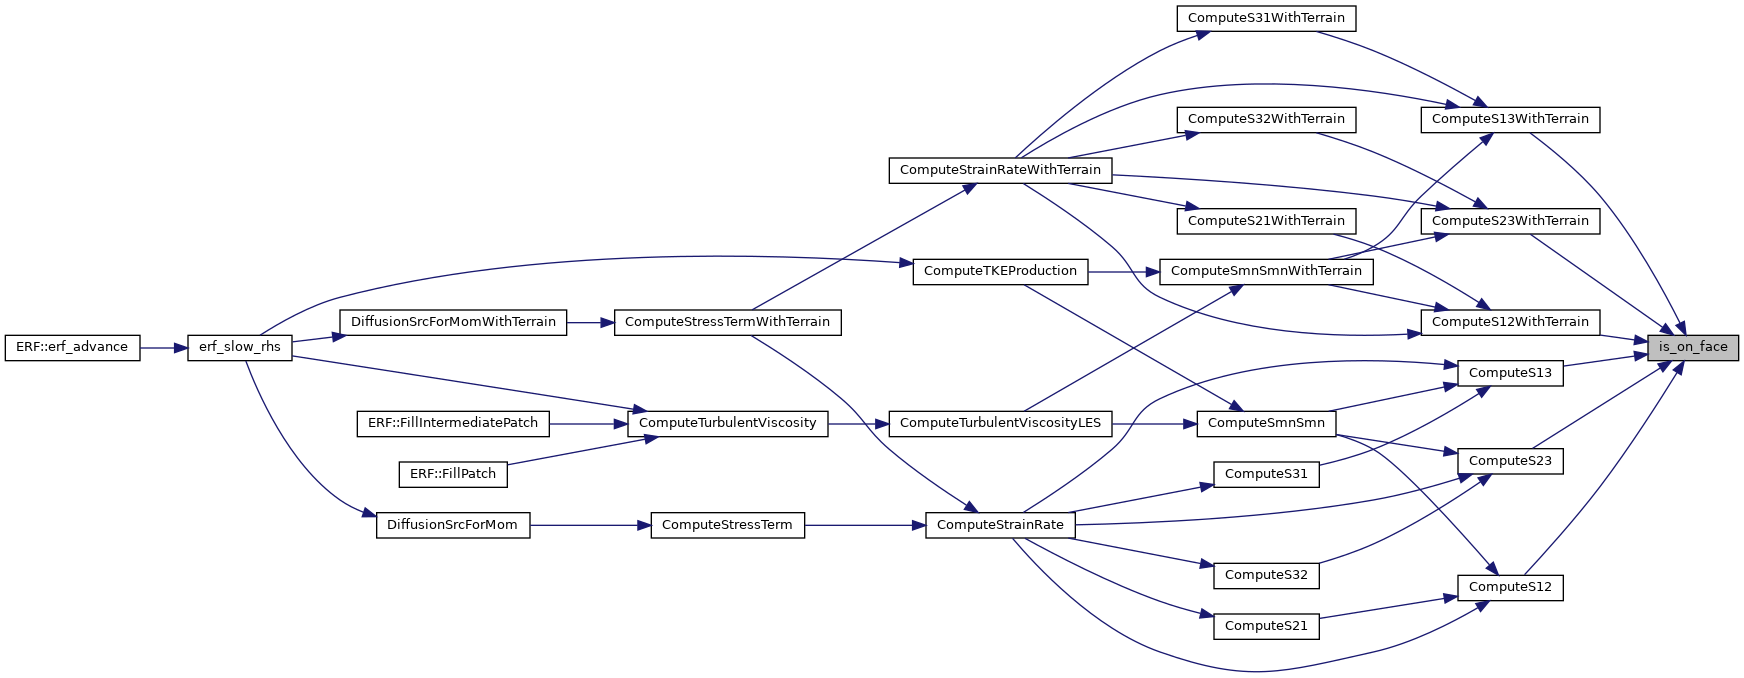 ComputeS31WithTerrain
ComputeS32WithTerrain
ComputeS13WithTerrain
ComputeStrainRateWithTerrain
ComputeS21WithTerrain
ComputeS23WithTerrain
ComputeTKEProduction
ComputeSmnSmnWithTerrain
DiffusionSrcForMomWithTerrain
ComputeStressTermWithTerrain
ComputeS12WithTerrain
ERF::erf_advance
erf_slow_rhs
is_on_face
ComputeS13
ERF::FillIntermediatePatch
ComputeTurbulentViscosity
ComputeTurbulentViscosityLES
ComputeSmnSmn
ERF::FillPatch
ComputeS31
ComputeS23
DiffusionSrcForMom
ComputeStressTerm
ComputeStrainRate
ComputeS32
ComputeS12
ComputeS21